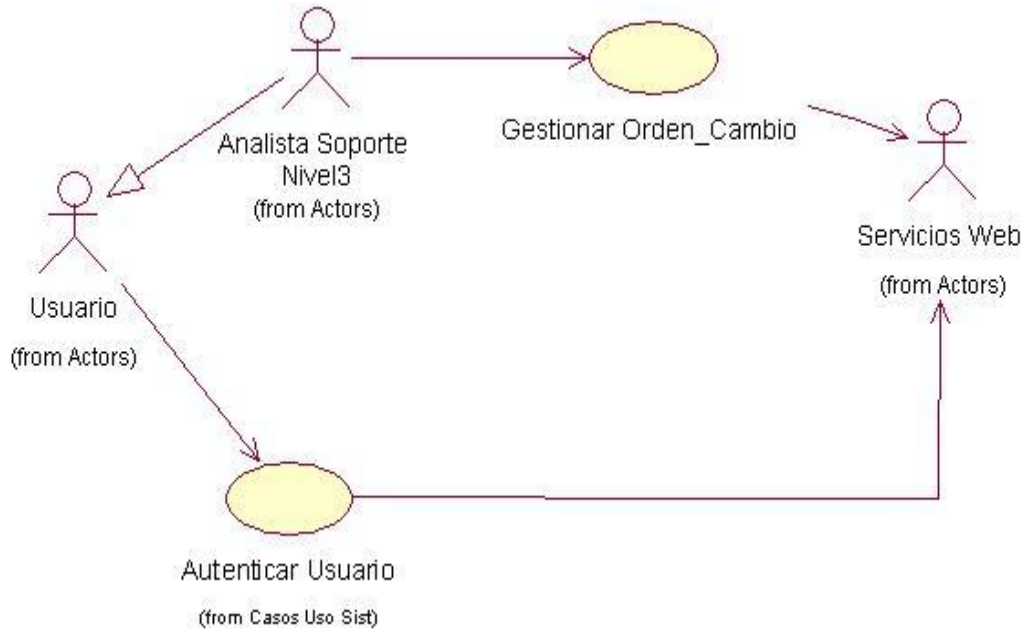 Analista Soporte
Nivel3
(from Actors)
Gestionar Orden_Cambio
Servicios Web
(from Actors)
Usuario
(from Actors)
Autenticar Usuario
(from Casos Uso Sist)